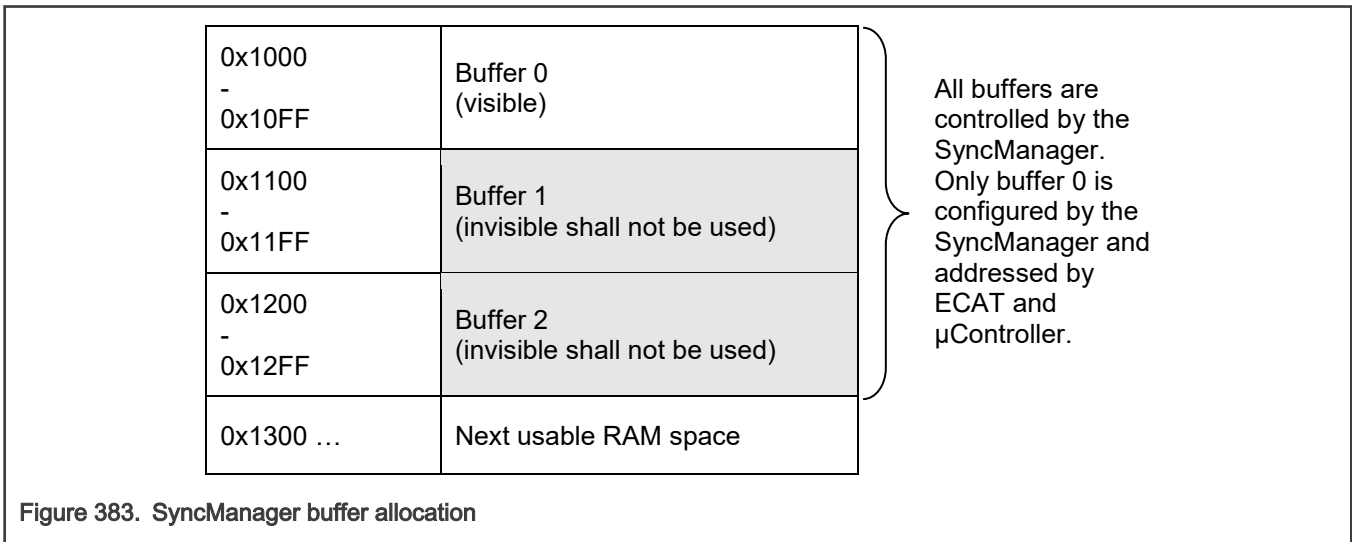 0x1000
-
0x10FF
Buffer 0
(visible)
0x1100
-
0x11FF
Buffer 1
(invisible shall not be used)
0x1200
-
0x12FF
Buffer 2
(invisible shall not be used)
0x1300 …
Next usable RAM space
All buffers are
controlled by the
SyncManager.
Only buffer 0 is
configured by the
SyncManager and
addressed by
ECAT and
µController.
Figure 383. SyncManager buffer allocation